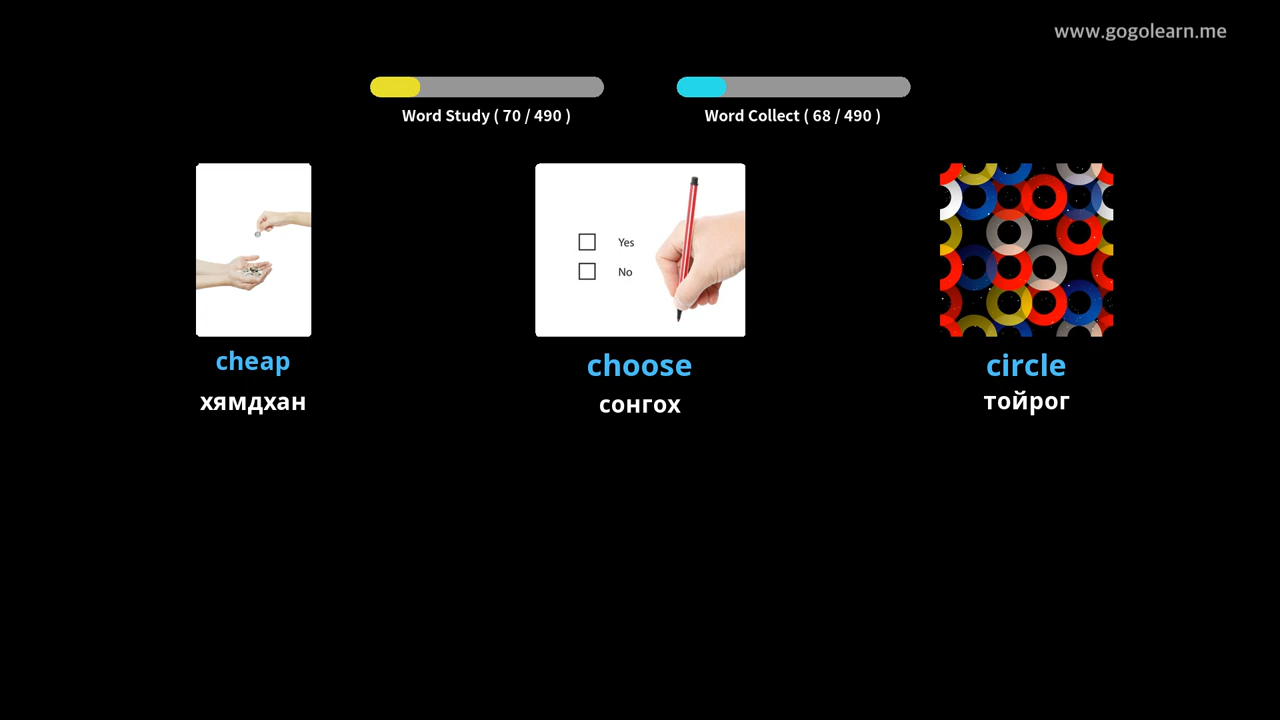 www.gogolearn.me
Word Study ( 70 / 490 )
Word Collect ( 68 / 490 )
Yes
No
cheap
хямдхан
choose
сонгох
circle
тойрог